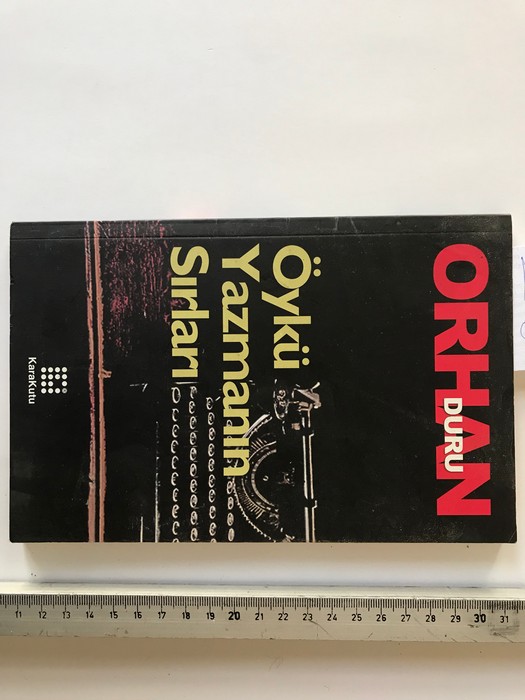 ORHAN
DURU
Öykü
Yazmanın
Sırları
KaraKutu
11 12 13 14 15 16 17 18 19 20 21 22 23 24 25 26 27 28 29 30 31